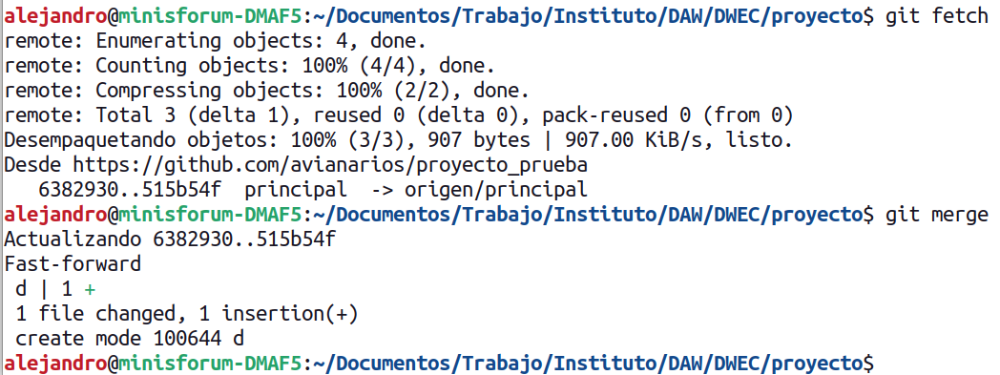 alejandro@minisforum-DMAF5:~/Documentos/Trabajo/Instituto/DAW/DWEC/proyecto$ git fetch
remote: Enumerating objects: 4, done.
remote: Counting objects: 100% (4/4), done.
remote: Compressing objects: 100% (2/2), done.
remote: Total 3 (delta 1), reused 0 (delta 0), pack-reused 0 (from 0)
Desempaquetando objetos: 100% (3/3), 907 bytes | 907.00 KiB/s, listo.
Desde https://github.com/avianarios/proyecto_prueba
   6382930..515b54f  principal  -> origen/principal
alejandro@minisforum-DMAF5:~/Documentos/Trabajo/Instituto/DAW/DWEC/proyecto$ git merge
Actualizando 6382930..515b54f
Fast-forward
 d | 1 +
 1 file changed, 1 insertion(+)
 create mode 100644 d
alejandro@minisforum-DMAF5:~/Documentos/Trabajo/Instituto/DAW/DWEC/proyecto$